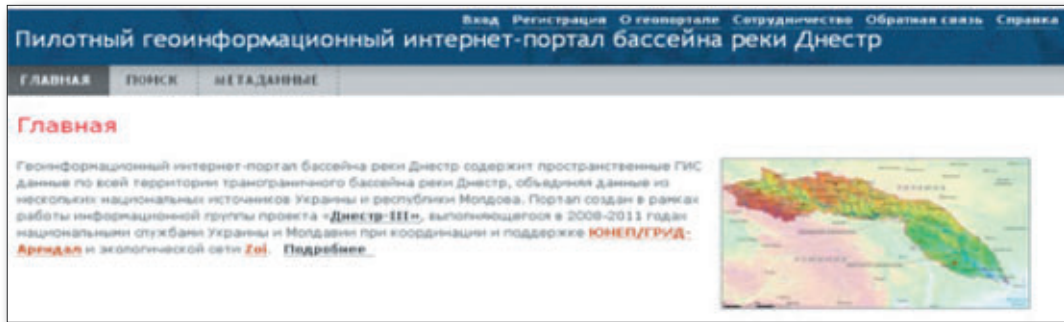 Вход Регистрация О геопортале Сотрудничество Обратная связь Справка
Пилотный геоинформационный интернет-портал бассейна реки Днестр
ГЛАВНАЯ ПОИСК МЕТАДАННЫЕ
Главная
Геоинформационный интернет-портал бассейна реки Днестр содержит пространственные ГИС
данные по всей территории трансграничного бассейна реки Днестр, объединяя данные из
нескольких национальных источников Украины и республики Молдова. Портал создан в рамках
работы информационной группы проекта «Днестр-III», выполняющегося в 2008-2011 годах
национальными службами Украины и Молдавии при координации и поддержке ЮНЕП/ГРИД-
Арендал и экологической сети Zoi. Подробнее